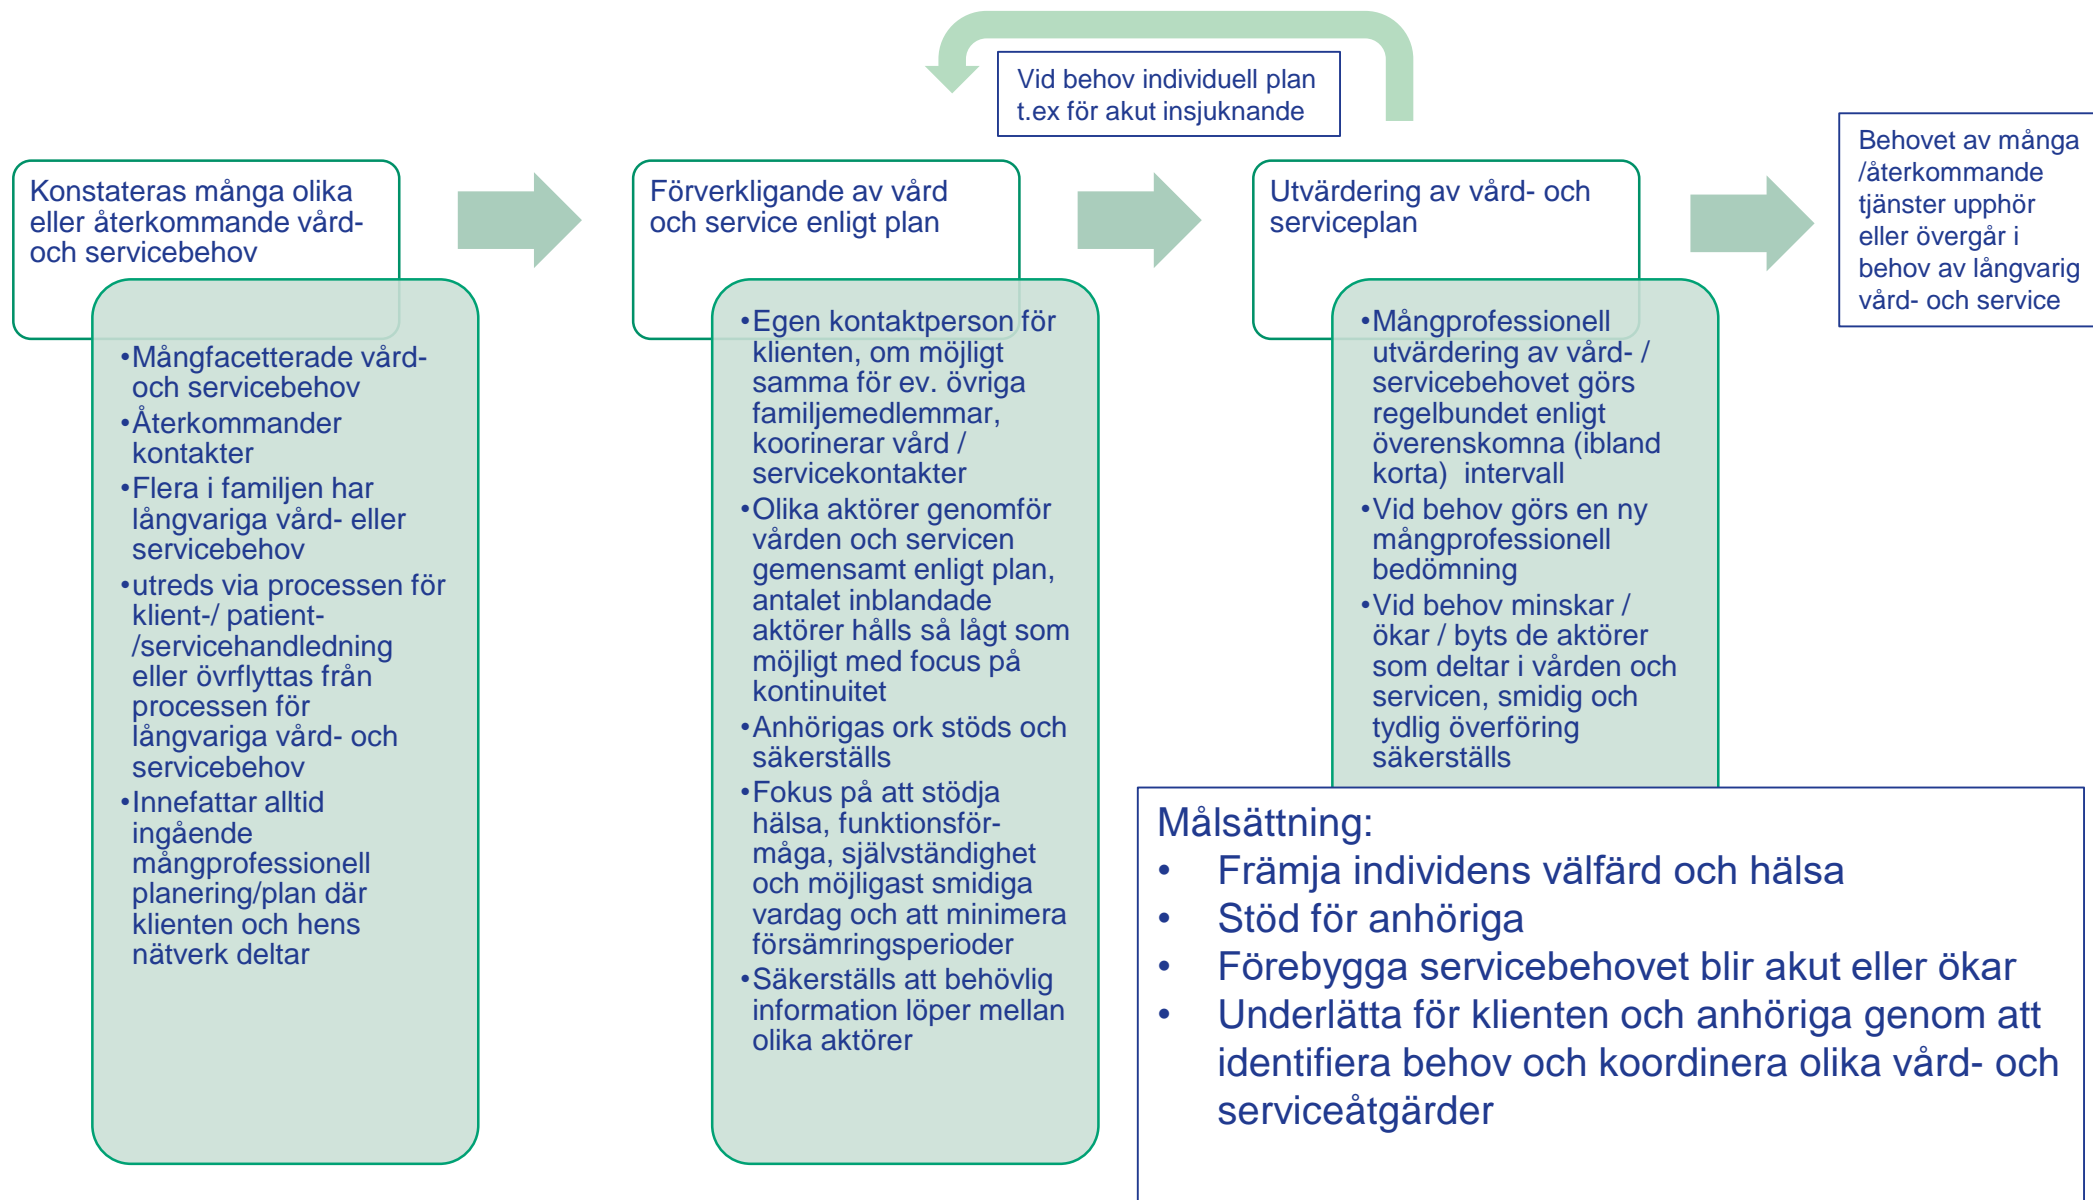 Vid behov individuell plan
t.ex för akut insjuknande
Konstateras många olika
eller återkommande vård-
och servicebehov
•Mångfacetterade vård-
och servicebehov
•Återkommander
kontakter
•Flera i familjen har
långvariga vård- eller
servicebehov
•utreds via processen för
klient-/ patient-
/servicehandledning
eller övrflyttas från
processen för
långvariga vård- och
servicebehov
•Innefattar alltid
ingående
mångprofessionell
planering/plan där
klienten och hens
nätverk deltar
Förverkligande av vård
och service enligt plan
•Egen kontaktperson för
klienten, om möjligt
samma för ev. övriga
familjemedlemmar,
koorinerar vård /
servicekontakter
•Olika aktörer genomför
vården och servicen
gemensamt enligt plan,
antalet inblandade
aktörer hålls så lågt som
möjligt med focus på
kontinuitet
•Anhörigas ork stöds och
säkerställs
•Fokus på att stödja
hälsa, funktionsför-
måga, självständighet
och möjligast smidiga
vardag och att minimera
försämringsperioder
•Säkerställs att behövlig
information löper mellan
olika aktörer
Utvärdering av vård- och
serviceplan
•Mångprofessionell
utvärdering av vård- /
servicebehovet görs
regelbundet enligt
överenskomna (ibland
korta)  intervall
•Vid behov görs en ny
mångprofessionell
bedömning
•Vid behov minskar /
ökar / byts de aktörer
som deltar i vården och
servicen, smidig och
tydlig överföring
säkerställs
Behovet av många
/återkommande
tjänster upphör
eller övergår i
behov av långvarig
vård- och service
Målsättning:
• Främja individens välfärd och hälsa
• Stöd för anhöriga
• Förebygga servicebehovet blir akut eller ökar
• Underlätta för klienten och anhöriga genom att
identifiera behov och koordinera olika vård- och
serviceåtgärder